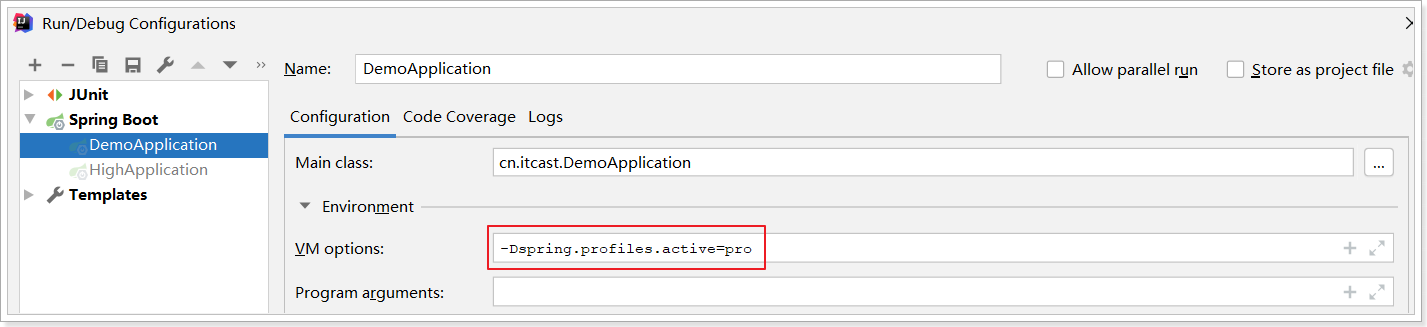 Run/Debug Configurations
Name: DemoApplication Allow parallel run Store as project file
JUnit
Spring Boot
DemoApplication
HighApplication
Templates
Configuration Code Coverage Logs
Main class: cn.itcast.DemoApplication ...
Environment
VM options: -Dspring.profiles.active=pro
Program arguments: